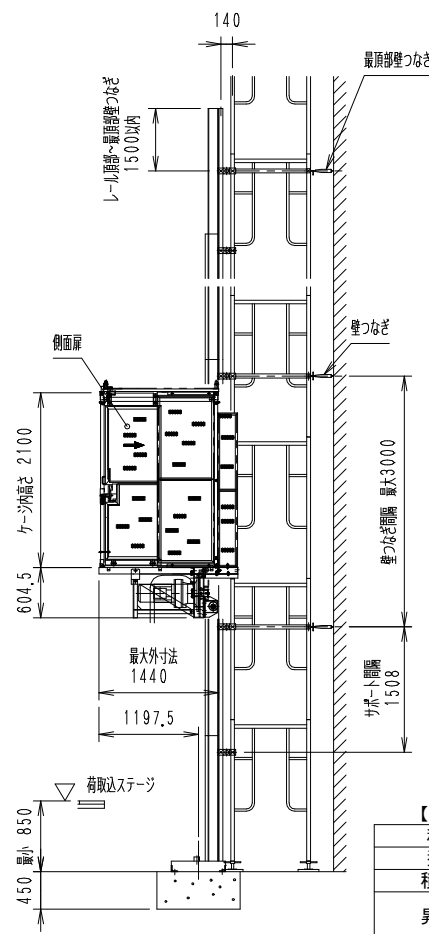 140
最頂部壁つなぎ
レール頂部～最頂部壁つなぎ
1500以内
壁つなぎ
側面扉
ケージ内高さ 2100
壁つなぎ間隔 最大3000
604.5
最大外寸法
1440
1197.5
サポート間隔
1508
荷取込ステージ
最小 850
450
【